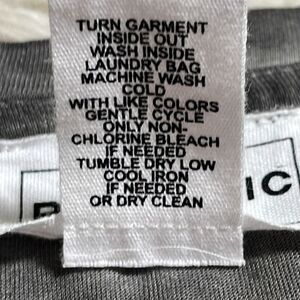 TURN GARMENT
INSIDE OUT
WASH INSIDE
LAUNDRY BAG
MACHINE WASH
COLD
WITH LIKE COLORS
GENTLE CYCLE
ONLY NON-
CHLORINE BLEACH
IF NEEDED
TUMBLE DRY LOW
COOL IRON
IF NEEDED
OR DRY CLEAN